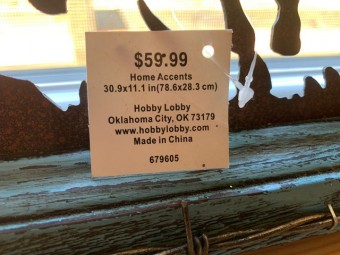 $59.99
Home Accents
30.9x11.1 in(78.6x28.3 cm)
Hobby Lobby
Oklahoma City, OK 73179
www.hobbylobby.com
Made in China
679605